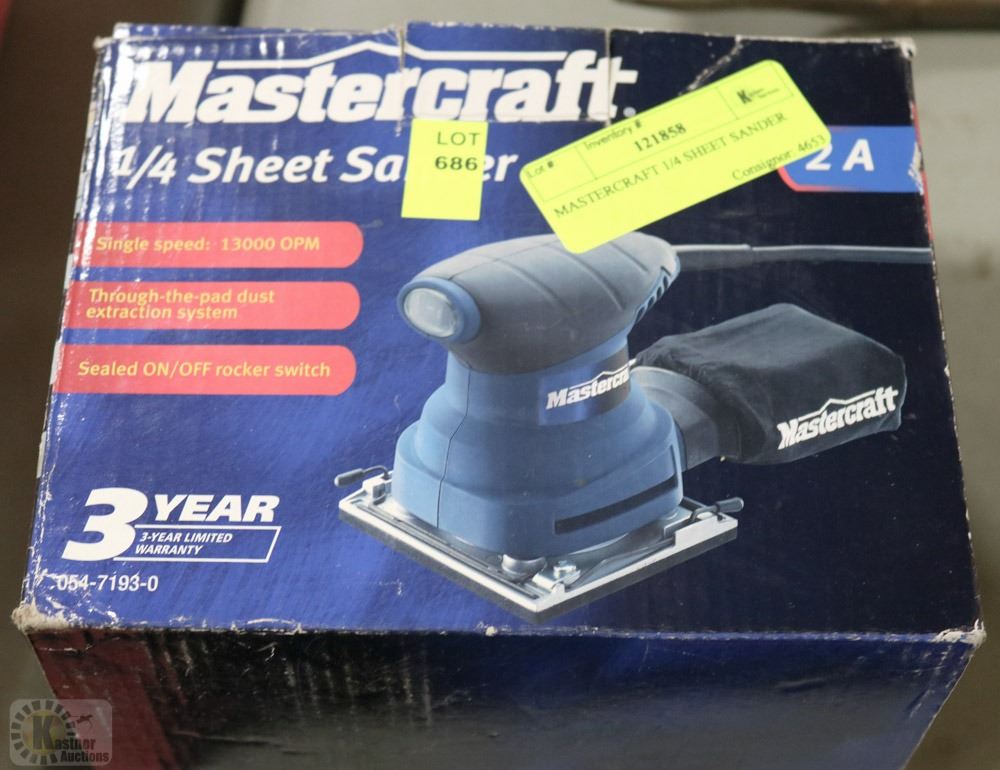 Mastercraft
1/4 Sheet Sa er
LOT
686
Lot #
Inventory #
121858
MASTERCRAFT 1/4 SHEET SANDER
Consignor: 4653
2 A
Single speed: 13000 OPM
Through-the-pad dust
extraction system
Sealed ON/OFF rocker switch
Mastercra
Mastercraft
3 YEAR
3-YEAR LIMITED
WARRANTY
054-7193-0
Kastner
Auctions